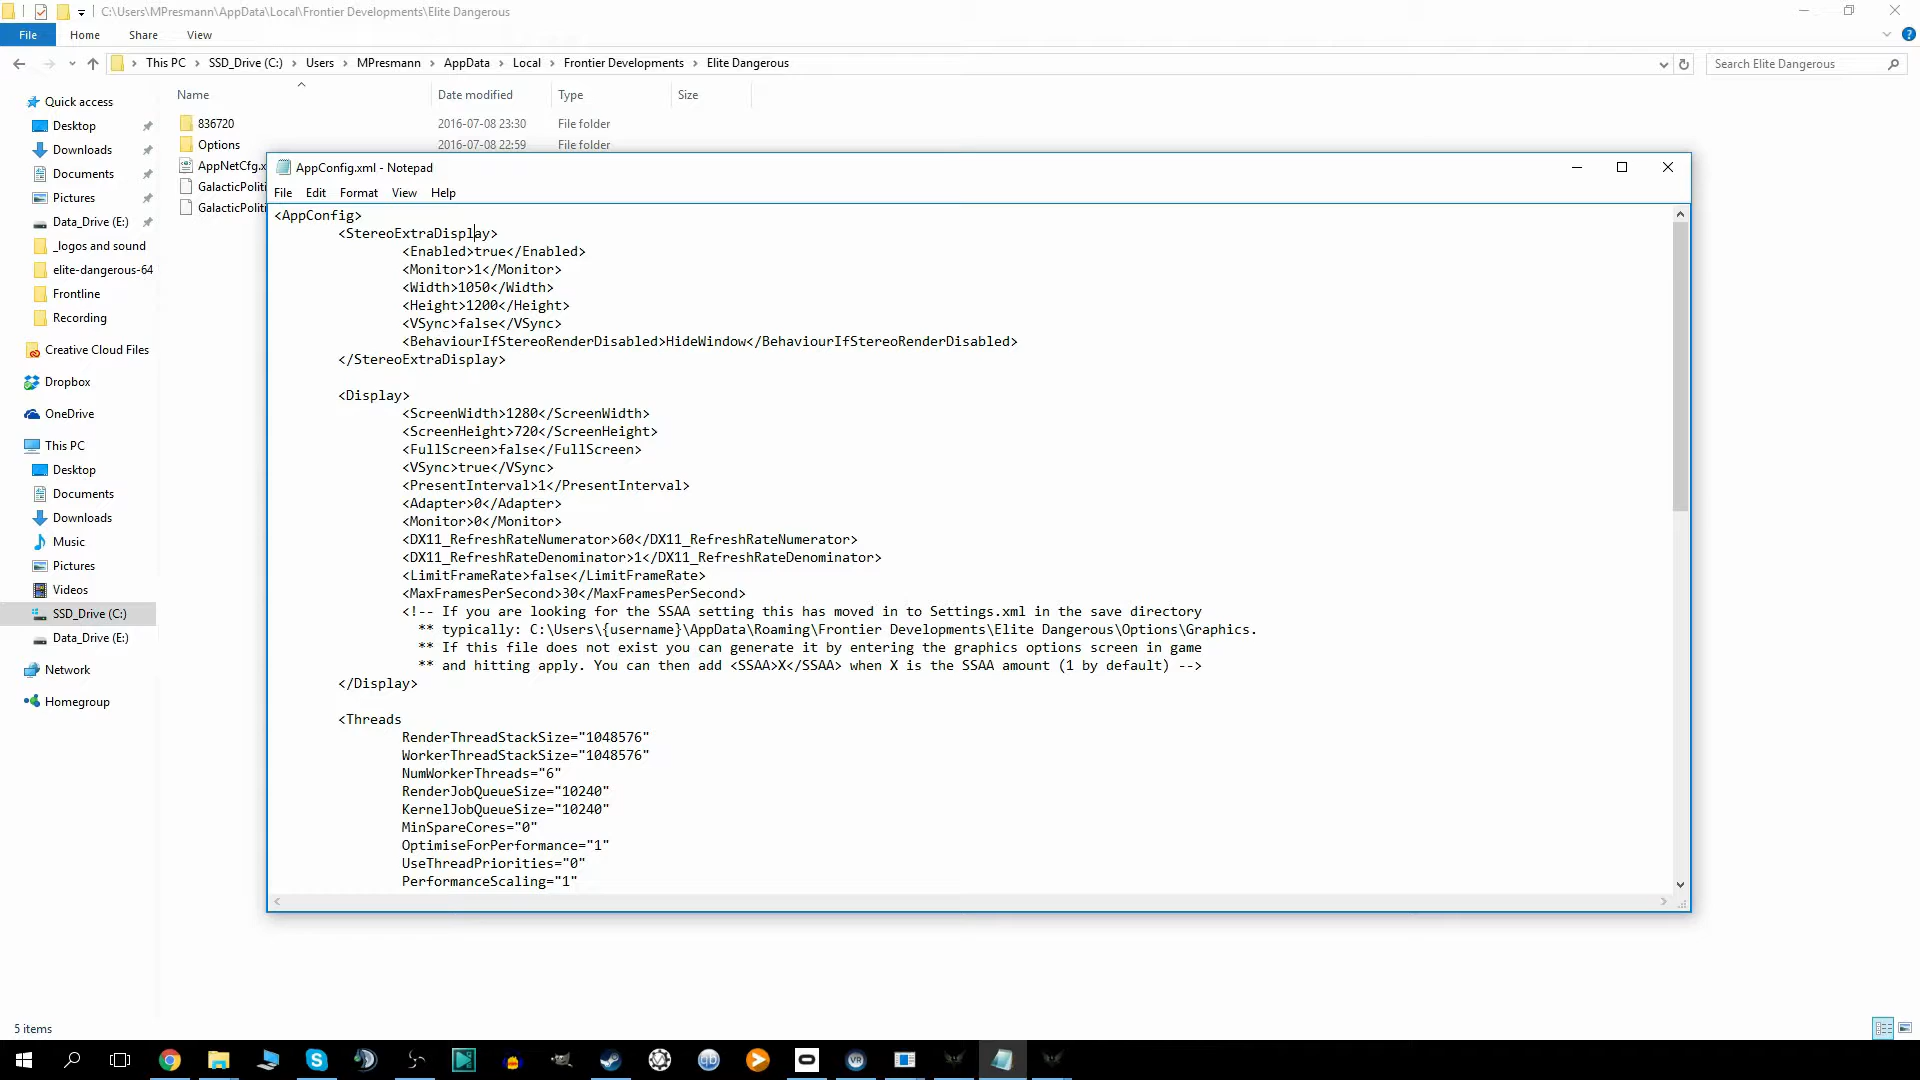 C:\Users\MPresmann\AppData\Local\Frontier Developments\Elite Dangerous
File Home Share View
This PC SSD_Drive (C:) Users MPresmann AppData Local Frontier Developments Elite Dangerous
Search Elite Dangerous
Name Date modified Type Size
836720 2016-07-08 23:30 File folder
Options 2016-07-08 22:59 File folder
AppNetCfg.x
GalacticPoliti
GalacticPoliti
Quick access
Desktop
Downloads
Documents
Pictures
Data_Drive (E:)
_logos and sound
elite-dangerous-64
Frontline
Recording
Creative Cloud Files
Dropbox
OneDrive
This PC
Desktop
Documents
Downloads
Music
Pictures
Videos
SSD_Drive (C:)
Data_Drive (E:)
Network
Homegroup
5 items
AppConfig.xml - Notepad
File Edit Format View Help
<AppConfig>
<StereoExtraDisplay>
<Enabled>true</Enabled>
<Monitor>1</Monitor>
<Width>1050</Width>
<Height>1200</Height>
<VSync>false</VSync>
<BehaviourIfStereoRenderDisabled>HideWindow</BehaviourIfStereoRenderDisabled>
</StereoExtraDisplay>
<Display>
<ScreenWidth>1280</ScreenWidth>
<ScreenHeight>720</ScreenHeight>
<FullScreen>false</FullScreen>
<VSync>true</VSync>
<PresentInterval>1</PresentInterval>
<Adapter>0</Adapter>
<Monitor>0</Monitor>
<DX11_RefreshRateNumerator>60</DX11_RefreshRateNumerator>
<DX11_RefreshRateDenominator>1</DX11_RefreshRateDenominator>
<LimitFrameRate>false</LimitFrameRate>
<MaxFramesPerSecond>30</MaxFramesPerSecond>
<!-- If you are looking for the SSAA setting this has moved in to Settings.xml in the save directory
** typically: C:\Users\{username}\AppData\Roaming\Frontier Developments\Elite Dangerous\Options\Graphics.
** If this file does not exist you can generate it by entering the graphics options screen in game
** and hitting apply. You can then add <SSAA>X</SSAA> when X is the SSAA amount (1 by default) -->
</Display>
<Threads
RenderThreadStackSize="1048576"
WorkerThreadStackSize="1048576"
NumWorkerThreads="6"
RenderJobQueueSize="10240"
KernelJobQueueSize="10240"
MinSpareCores="0"
OptimiseForPerformance="1"
UseThreadPriorities="0"
PerformanceScaling="1"